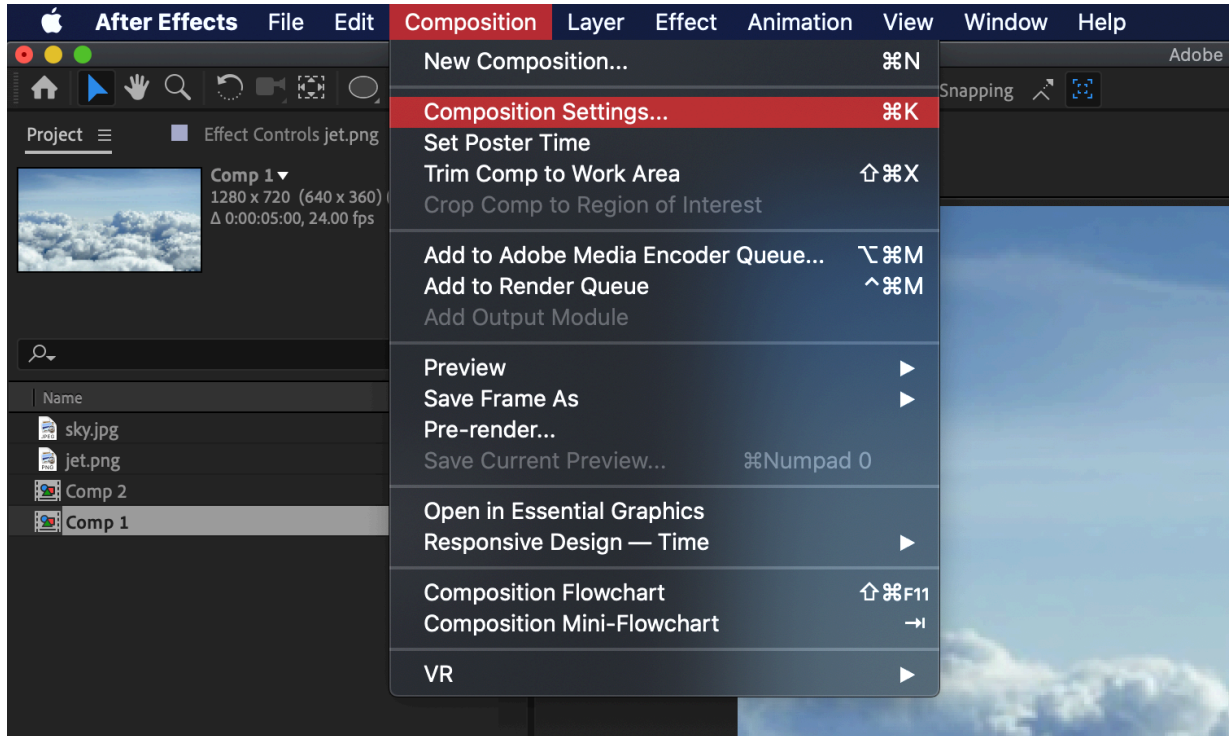 After Effects File Edit Composition Layer Effect Animation View Window Help
Adobe
Snapping
Project Effect Controls jet.png
Comp 1
1280 x 720 (640 x 360)
Δ 0:00:05:00, 24.00 fps
Name
sky.jpg
jet.png
Comp 2
Comp 1
New Composition... ⌘N
Composition Settings... ⌘K
Set Poster Time
Trim Comp to Work Area ⇧⌘X
Crop Comp to Region of Interest
Add to Adobe Media Encoder Queue... ⌥⌘M
Add to Render Queue ^⌘M
Add Output Module
Preview ▶
Save Frame As ▶
Pre-render...
Save Current Preview... ⌘Numpad 0
Open in Essential Graphics
Responsive Design — Time ▶
Composition Flowchart ⇧⌘F11
Composition Mini-Flowchart ⇥
VR ▶